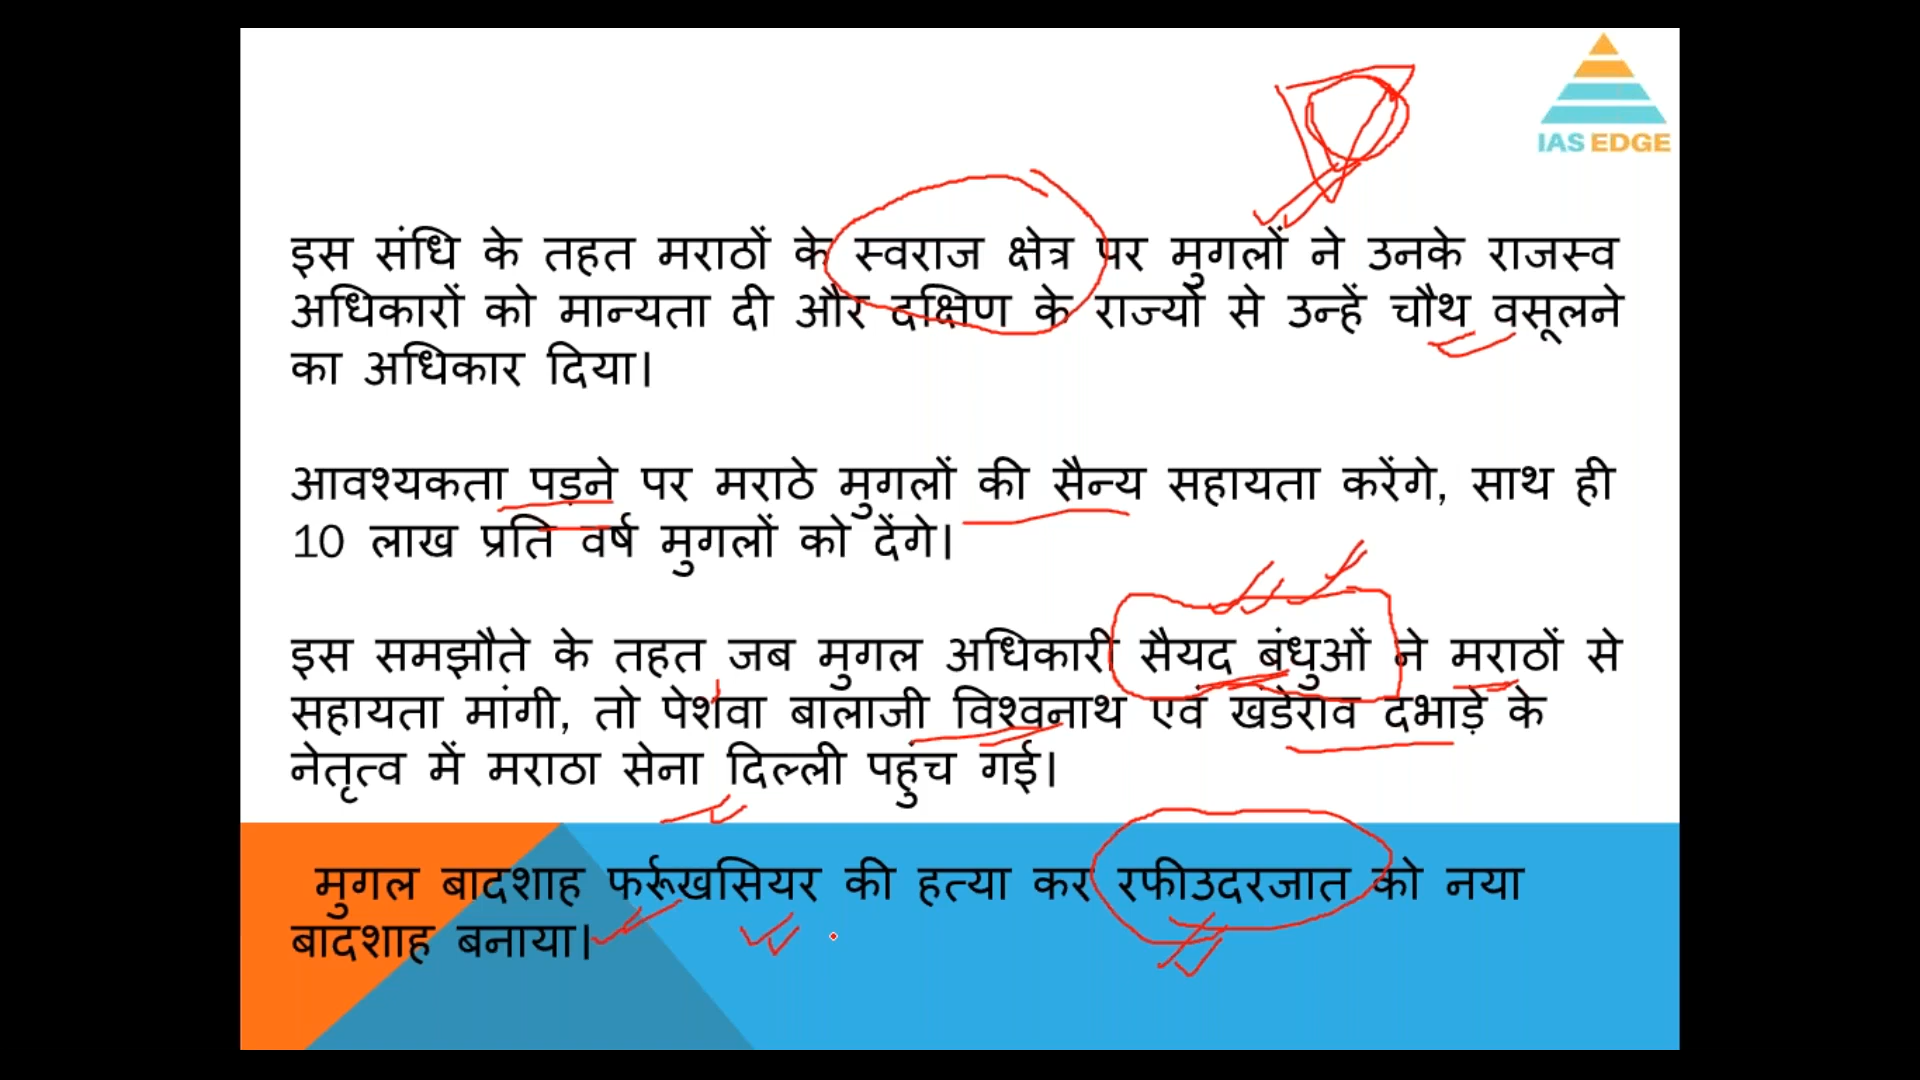 IAS EDGE
इस संधि के तहत मराठों के स्वराज क्षेत्र पर मुगलों ने उनके राजस्व
अधिकारों को मान्यता दी और दक्षिण के राज्यों से उन्हें चौथ वसूलने
का अधिकार दिया।
आवश्यकता पड़ने पर मराठे मुगलों की सैन्य सहायता करेंगे, साथ ही
10 लाख प्रति वर्ष मुगलों को देंगे।
इस समझौते के तहत जब मुगल अधिकारी सैयद बंधुओं ने मराठों से
सहायता मांगी, तो पेशवा बालाजी विश्वनाथ एवं खंडेराव दभाड़े के
नेतृत्व में मराठा सेना दिल्ली पहुंच गई।
मुगल बादशाह फर्रूखसियर की हत्या कर रफीउदरजात को नया
बादशाह बनाया।